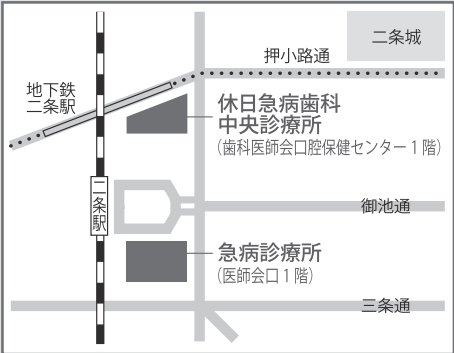 二条城
押小路通
地下鉄
二条駅
休日急病歯科
中央診療所
(歯科医師会口腔保健センター1階)
二条駅
御池通
急病診療所
(医師会口1階)
三条通